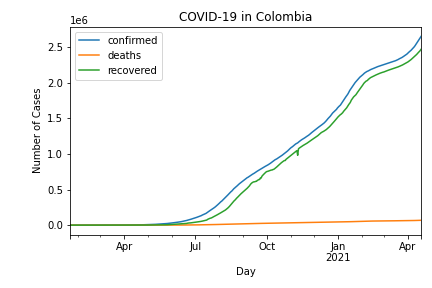 COVID-19 in Colombia
1e6
confirmed
deaths
recovered
2.5
2.0
1.5
1.0
0.5
0.0
Number of Cases
Apr Jul Oct Jan Apr
2021
Day